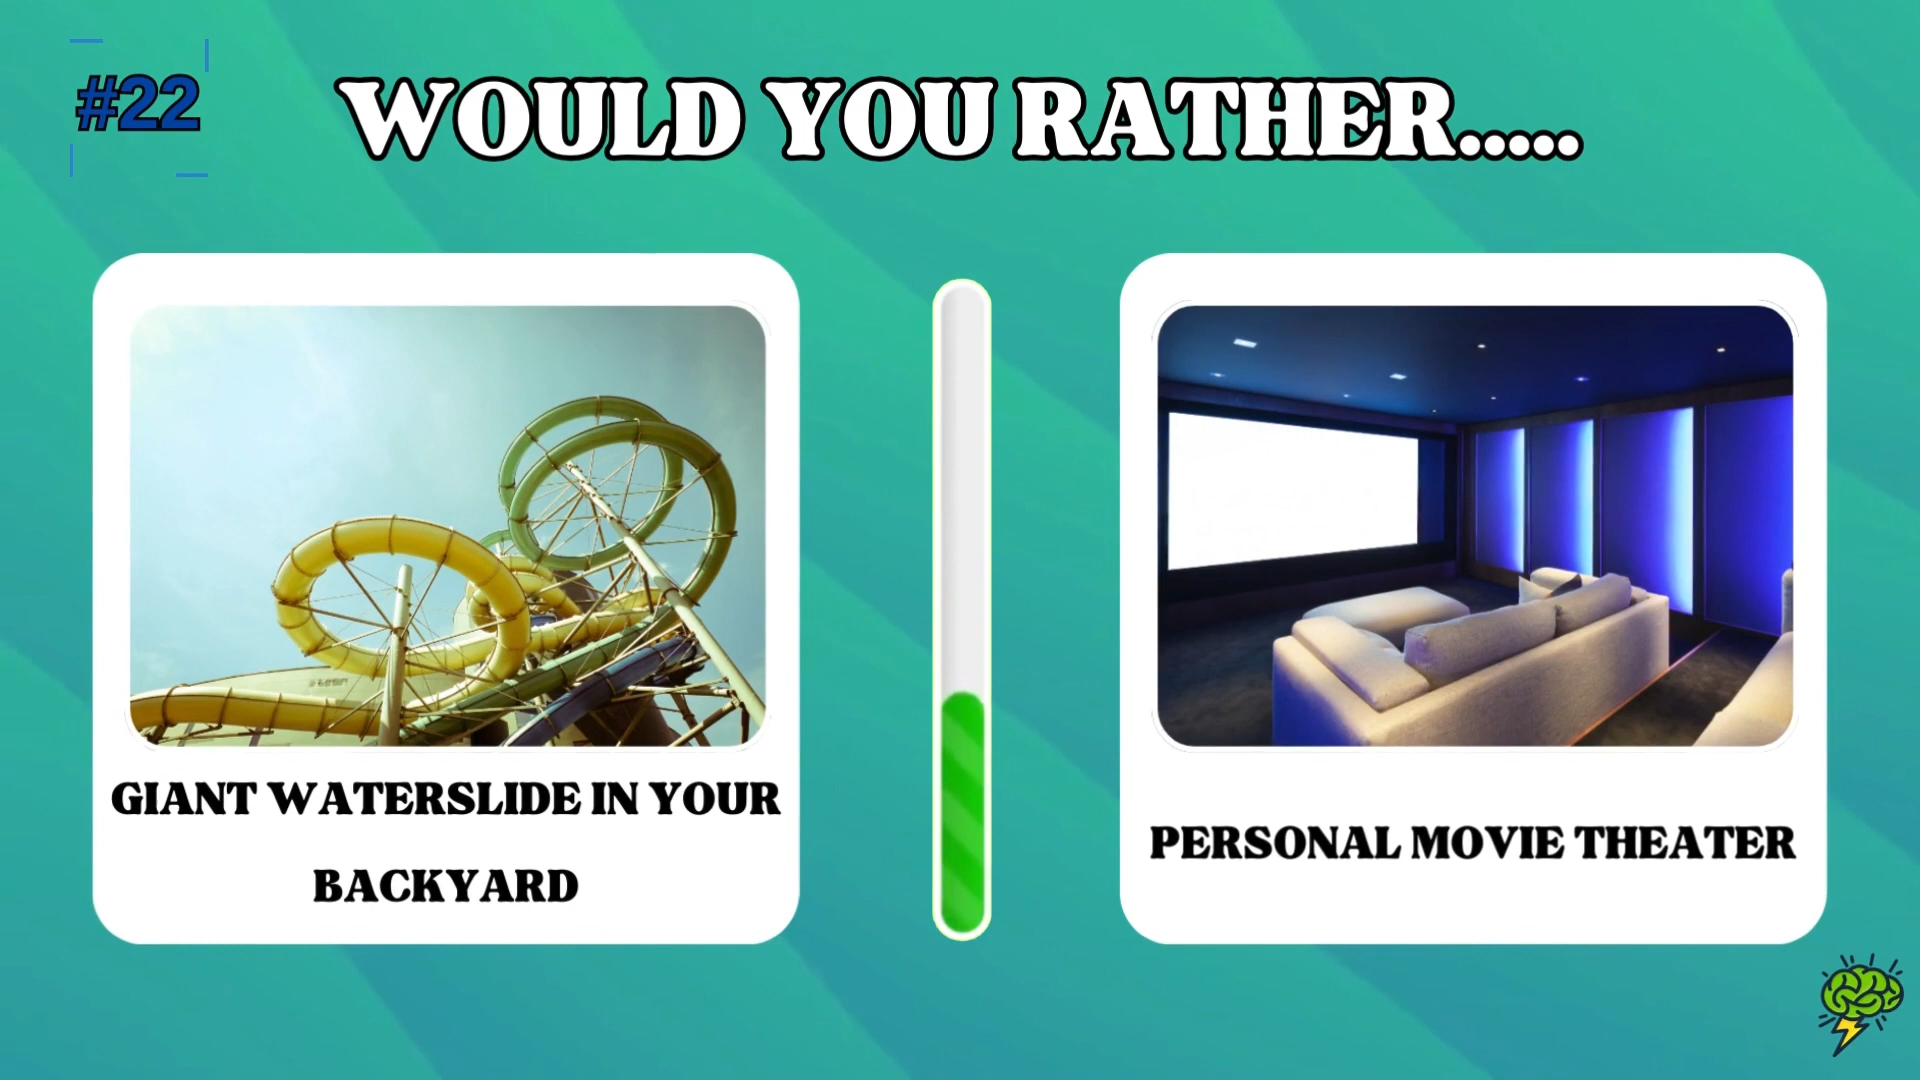 #22
WOULD YOU RATHER.....
GIANT WATERSLIDE IN YOUR
BACKYARD
PERSONAL MOVIE THEATER